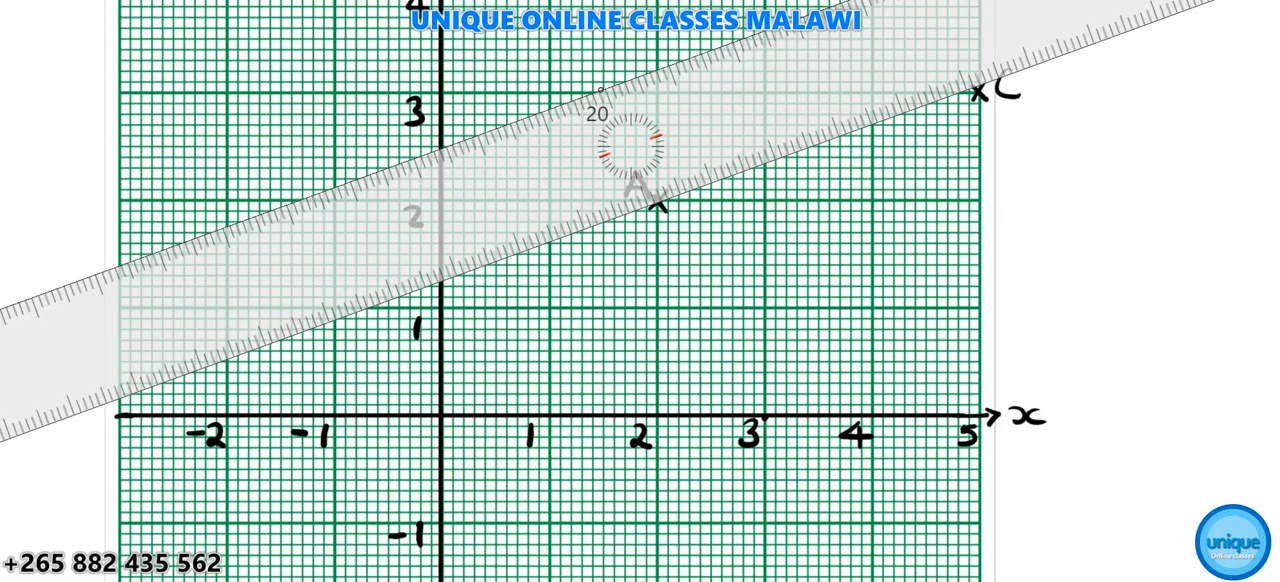 4
UNIQUE ONLINE CLASSES MALAWI
3
C
20
A
2
1
x
-2 -1 1 2 3 4 5
-1
unique
Online classes
+265 882 435 562